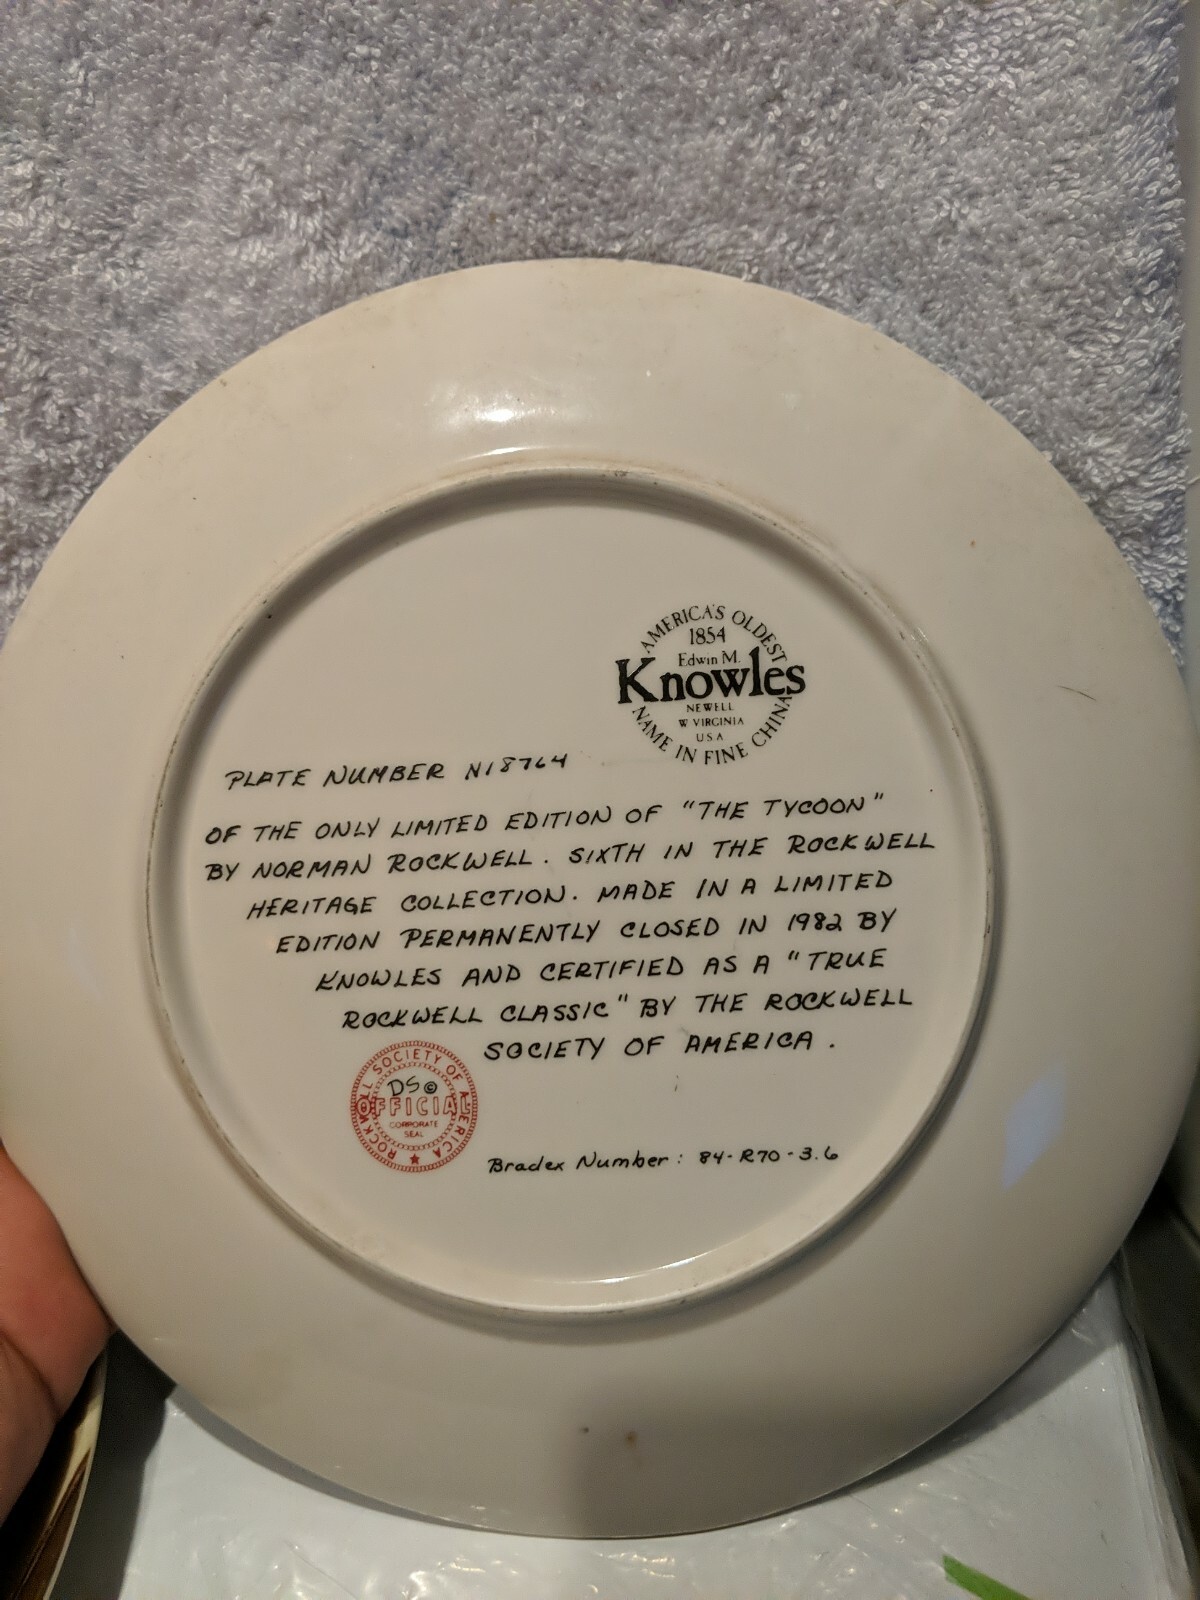 AMERICA'S OLDEST
1854
Edwin M.
Knowles
NEWELL
W VIRGINIA
U.S.A
NAME IN FINE CHINA
PLATE NUMBER N18764
OF THE ONLY LIMITED EDITION OF "THE TYCOON"
BY NORMAN ROCKWELL. SIXTH IN THE ROCKWELL
HERITAGE COLLECTION. MADE IN A LIMITED
EDITION PERMANENTLY CLOSED IN 1982 BY
KNOWLES AND CERTIFIED AS A "TRUE
ROCKWELL CLASSIC" BY THE ROCKWELL
SOCIETY OF AMERICA.
ROCKWELL SOCIETY OF AMERICA
DS©
OFFICIAL
CORPORATE
SEAL
Bradex Number: 84-R70-3.6